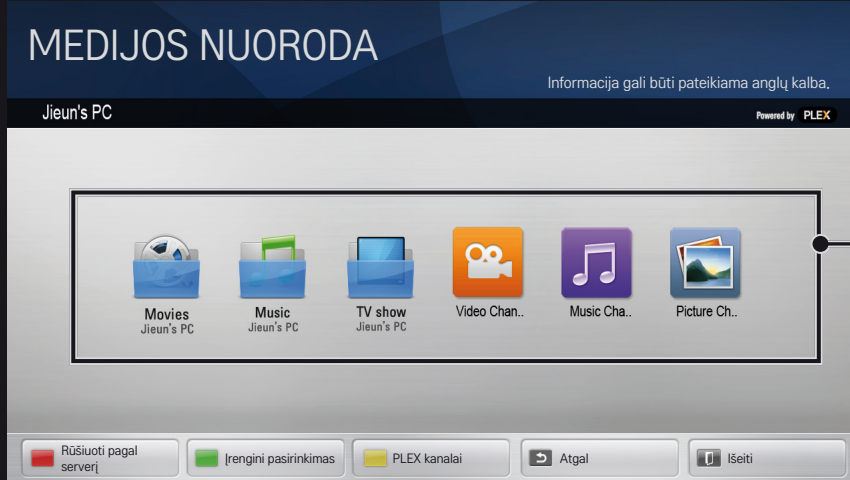 MEDIJOS NUORODA
Informacija gali būti pateikiama anglų kalba.
Jieun's PC
Powered by PLEX
Movies
Jieun's PC
Music
Jieun's PC
TV show
Jieun's PC
Video Chan..
Music Cha..
Picture Ch..
Rūšiuoti pagal
serverį
Įrengini pasirinkimas
PLEX kanalai
Atgal
Išeiti